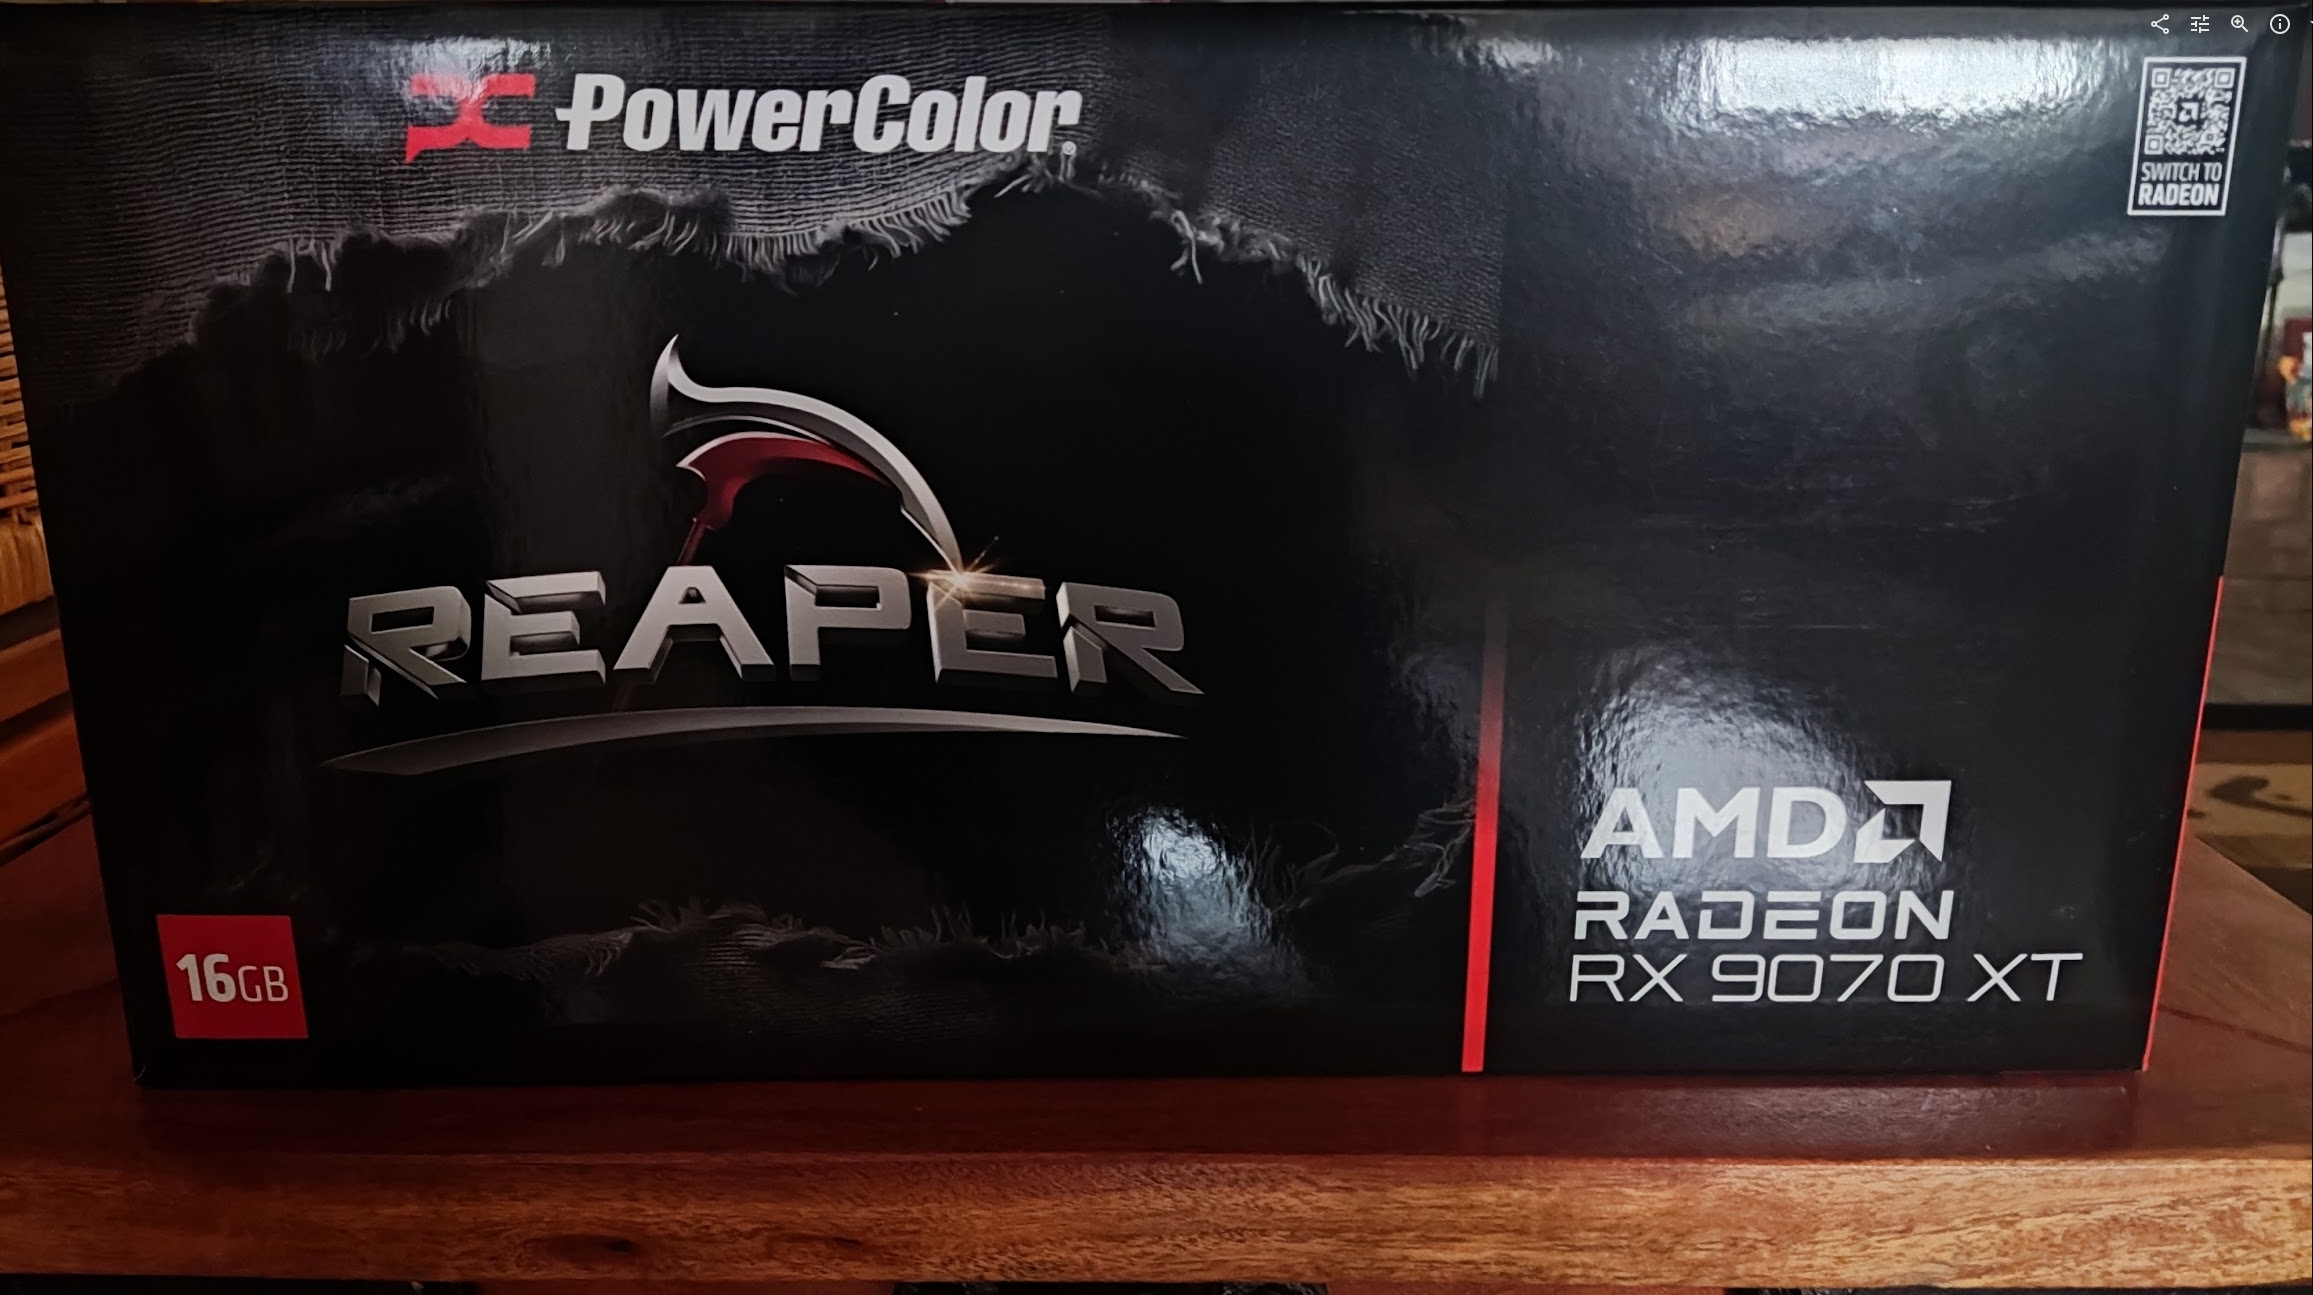 PowerColor®
SWITCH TO
RADEON
REAPER
16GB
AMD
RADEON
RX 9070 XT